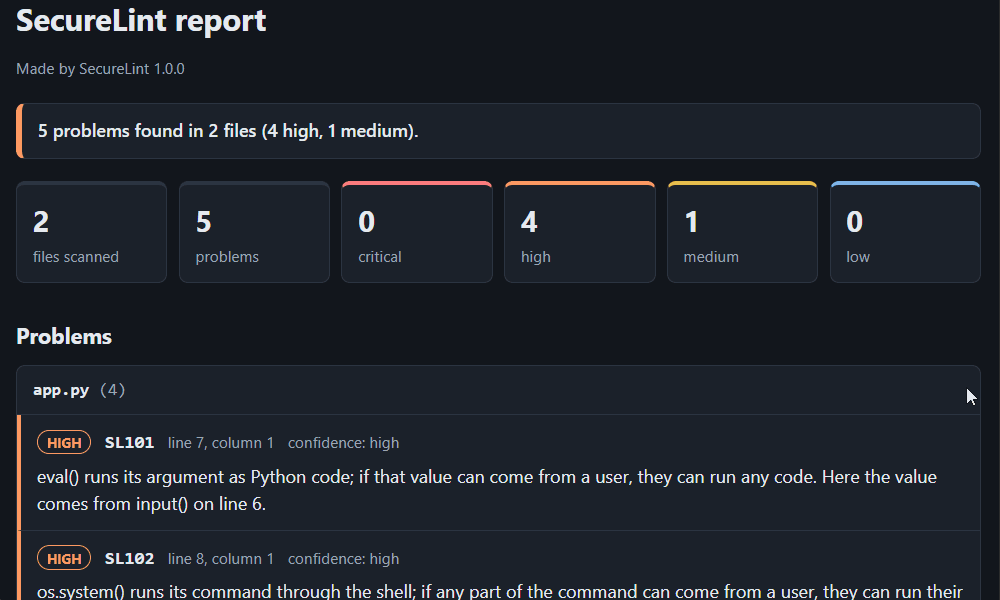 SecureLint report
Made by SecureLint 1.0.0
5 problems found in 2 files (4 high, 1 medium).
2
files scanned
5
problems
0
critical
4
high
1
medium
0
low
Problems
app.py (4)
HIGH SL101 line 7, column 1 confidence: high
eval() runs its argument as Python code; if that value can come from a user, they can run any code. Here the value
comes from input() on line 6.
HIGH SL102 line 8, column 1 confidence: high
os.system() runs its command through the shell; if any part of the command can come from a user, they can run their